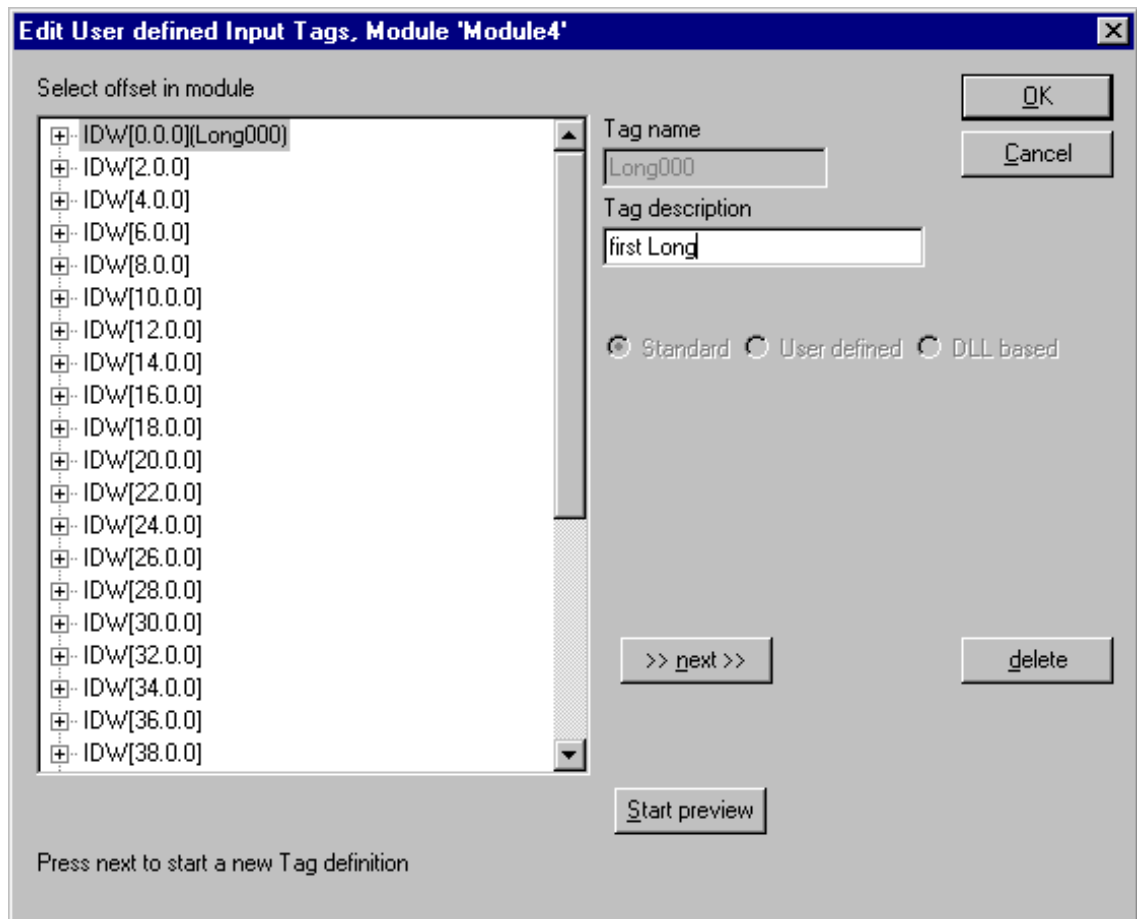 Edit User defined Input Tags, Module 'Module4'
Select offset in module
IDW[0.0.0](Long000)
IDW[2.0.0]
IDW[4.0.0]
IDW[6.0.0]
IDW[8.0.0]
IDW[10.0.0]
IDW[12.0.0]
IDW[14.0.0]
IDW[16.0.0]
IDW[18.0.0]
IDW[20.0.0]
IDW[22.0.0]
IDW[24.0.0]
IDW[26.0.0]
IDW[28.0.0]
IDW[30.0.0]
IDW[32.0.0]
IDW[34.0.0]
IDW[36.0.0]
IDW[38.0.0]
Tag name
Long000
Tag description
first Long
Standard User defined DLL based
OK
Cancel
>> next >>
delete
Start preview
Press next to start a new Tag definition